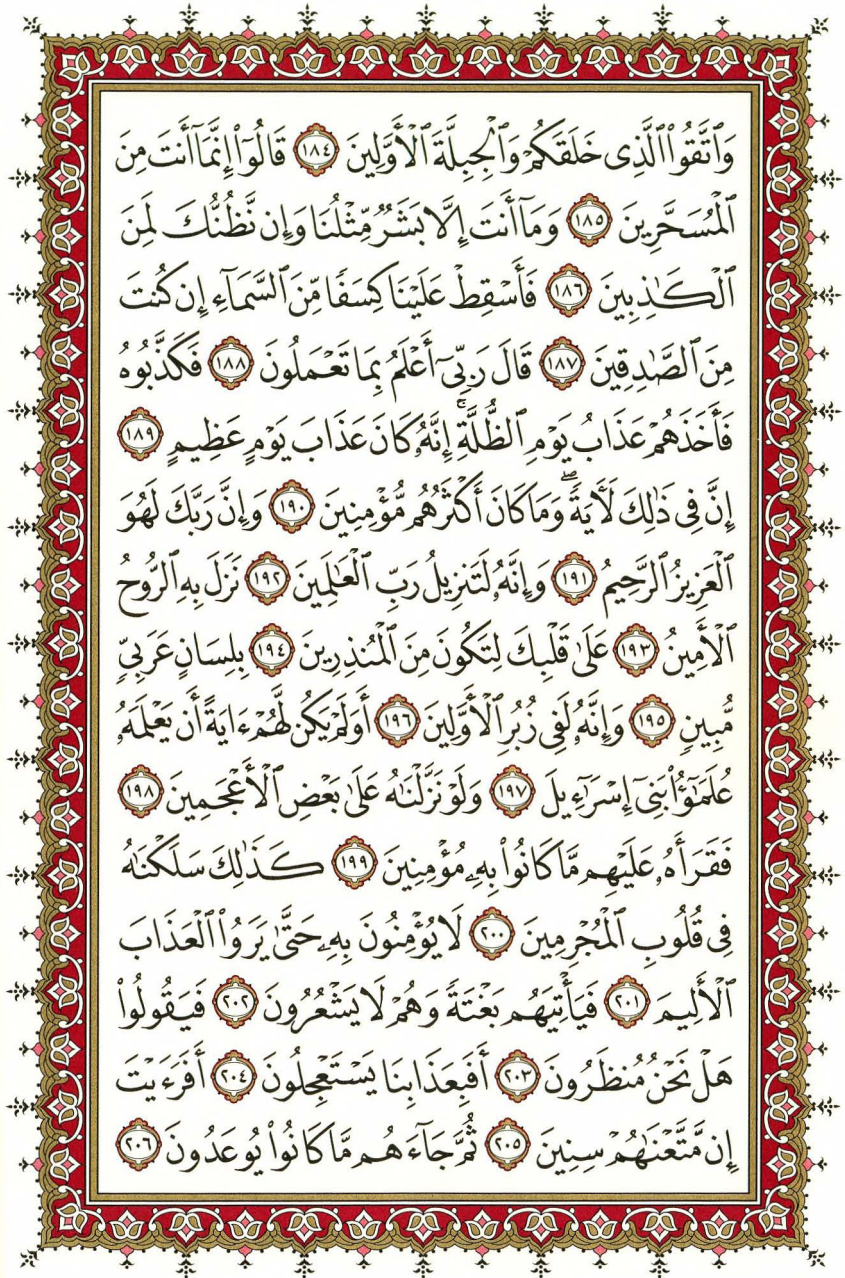 وَٱتَّقُوا۟ ٱلَّذِى خَلَقَكُمْ وَٱلْجِبِلَّةَ ٱلْأَوَّلِينَ ١٨٤ قَالُوٓا۟ إِنَّمَآ أَنتَ مِنَ
ٱلْمُسَحَّرِينَ ١٨٥ وَمَآ أَنتَ إِلَّا بَشَرٌ مِّثْلُنَا وَإِن نَّظُنُّكَ لَمِنَ
ٱلْكَـٰذِبِينَ ١٨٦ فَأَسْقِطْ عَلَيْنَا كِسَفًا مِّنَ ٱلسَّمَآءِ إِن كُنتَ
مِنَ ٱلصَّـٰدِقِينَ ١٨٧ قَالَ رَبِّىٓ أَعْلَمُ بِمَا تَعْمَلُونَ ١٨٨ فَكَذَّبُوهُ
فَأَخَذَهُمْ عَذَابُ يَوْمِ ٱلظُّلَّةِ ۚ إِنَّهُۥ كَانَ عَذَابَ يَوْمٍ عَظِيمٍ ١٨٩
إِنَّ فِى ذَٰلِكَ لَـَٔايَةً ۖ وَمَا كَانَ أَكْثَرُهُم مُّؤْمِنِينَ ١٩٠ وَإِنَّ رَبَّكَ لَهُوَ
ٱلْعَزِيزُ ٱلرَّحِيمُ ١٩١ وَإِنَّهُۥ لَتَنزِيلُ رَبِّ ٱلْعَـٰلَمِينَ ١٩٢ نَزَلَ بِهِ ٱلرُّوحُ
ٱلْأَمِينُ ١٩٣ عَلَىٰ قَلْبِكَ لِتَكُونَ مِنَ ٱلْمُنذِرِينَ ١٩٤ بِلِسَانٍ عَرَبِىٍّ
مُّبِينٍ ١٩٥ وَإِنَّهُۥ لَفِى زُبُرِ ٱلْأَوَّلِينَ ١٩٦ أَوَلَمْ يَكُن لَّهُمْ ءَايَةً أَن يَعْلَمَهُۥ
عُلَمَـٰٓؤُا۟ بَنِىٓ إِسْرَٰٓءِيلَ ١٩٧ وَلَوْ نَزَّلْنَـٰهُ عَلَىٰ بَعْضِ ٱلْأَعْجَمِينَ ١٩٨
فَقَرَأَهُۥ عَلَيْهِم مَّا كَانُوا۟ بِهِۦ مُؤْمِنِينَ ١٩٩ كَذَٰلِكَ سَلَكْنَـٰهُ
فِى قُلُوبِ ٱلْمُجْرِمِينَ ٢٠٠ لَا يُؤْمِنُونَ بِهِۦ حَتَّىٰ يَرَوُا۟ ٱلْعَذَابَ
ٱلْأَلِيمَ ٢٠١ فَيَأْتِيَهُم بَغْتَةً وَهُمْ لَا يَشْعُرُونَ ٢٠٢ فَيَقُولُوا۟
هَلْ نَحْنُ مُنظَرُونَ ٢٠٣ أَفَبِعَذَابِنَا يَسْتَعْجِلُونَ ٢٠٤ أَفَرَءَيْتَ
إِن مَّتَّعْنَـٰهُمْ سِنِينَ ٢٠٥ ثُمَّ جَآءَهُم مَّا كَانُوا۟ يُوعَدُونَ ٢٠٦